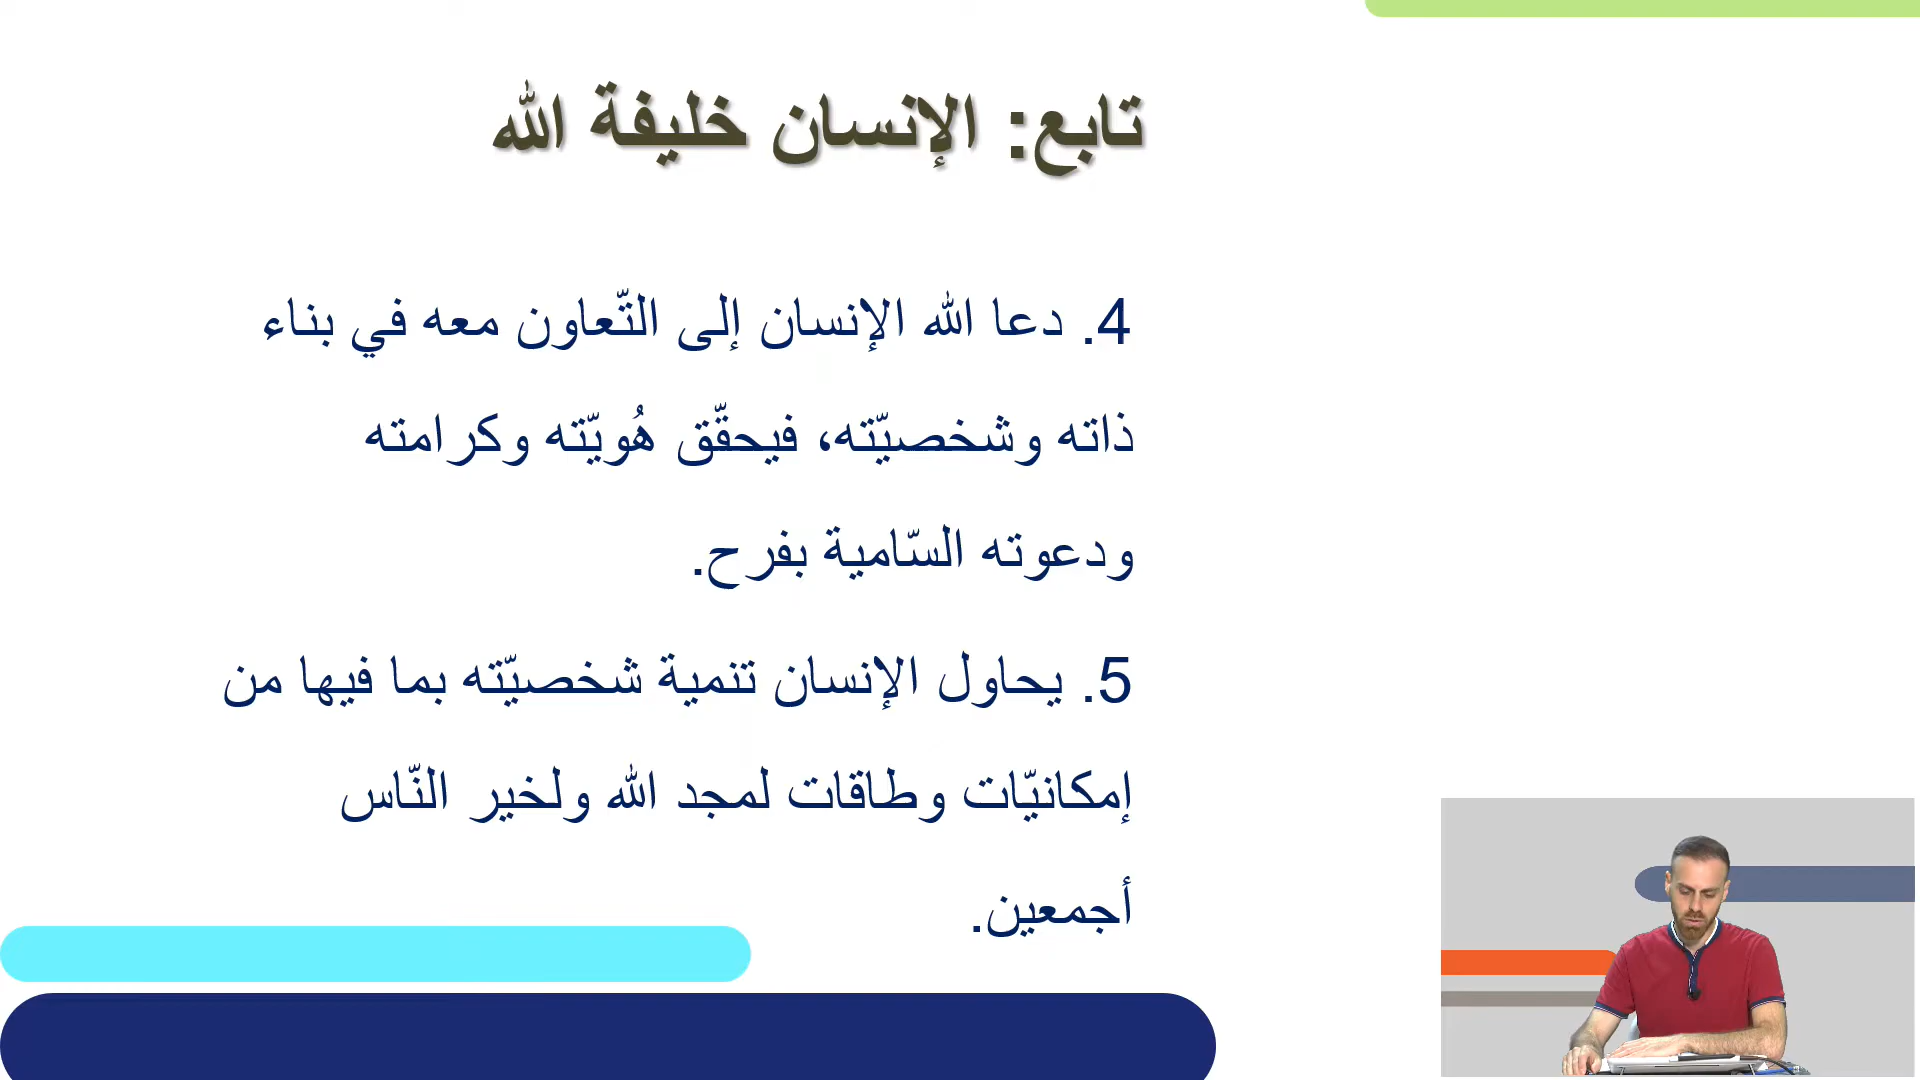 تابع: الإنسان خليفة الله
4. دعا الله الإنسان إلى التّعاون معه في بناء
ذاته وشخصيّته، فيحقّق هُويّته وكرامته
ودعوته السّامية بفرح.
5. يحاول الإنسان تنمية شخصيّته بما فيها من
إمكانيّات وطاقات لمجد الله ولخير النّاس
أجمعين.